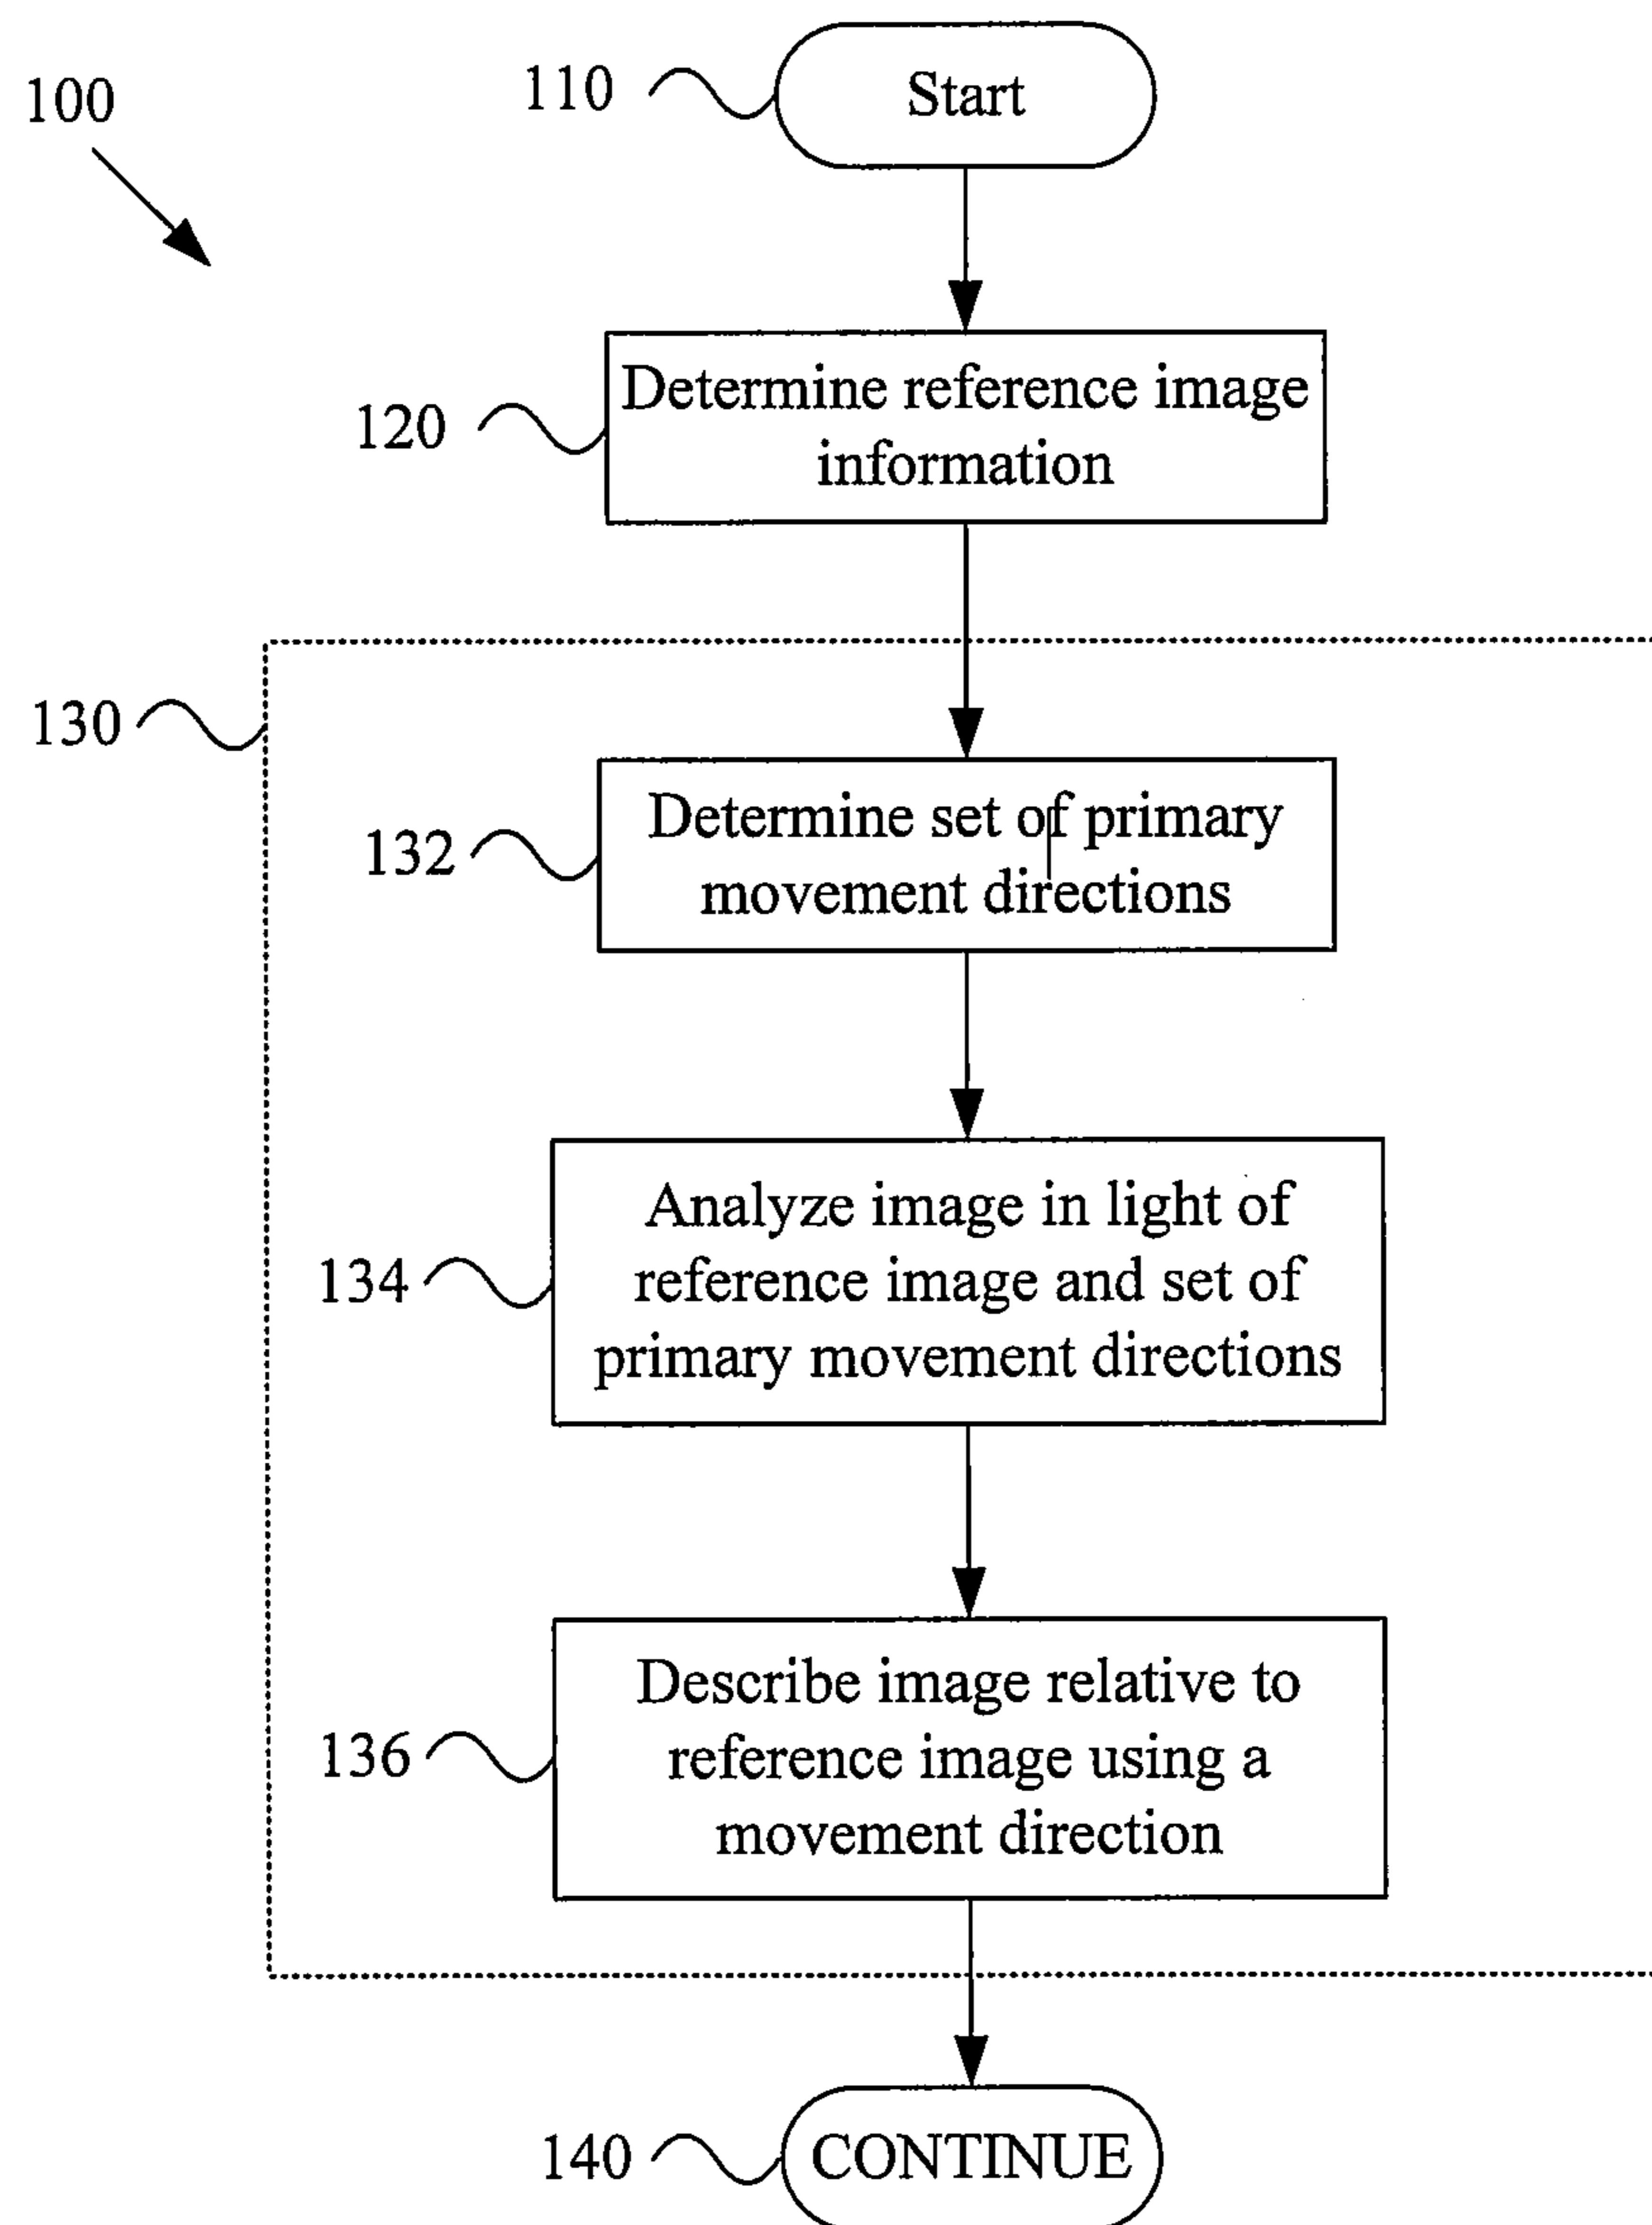 100
110
Start
120
Determine reference image
information
130
132
Determine set of primary
movement directions
134
Analyze image in light of
reference image and set of
primary movement directions
136
Describe image relative to
reference image using a
movement direction
140
CONTINUE